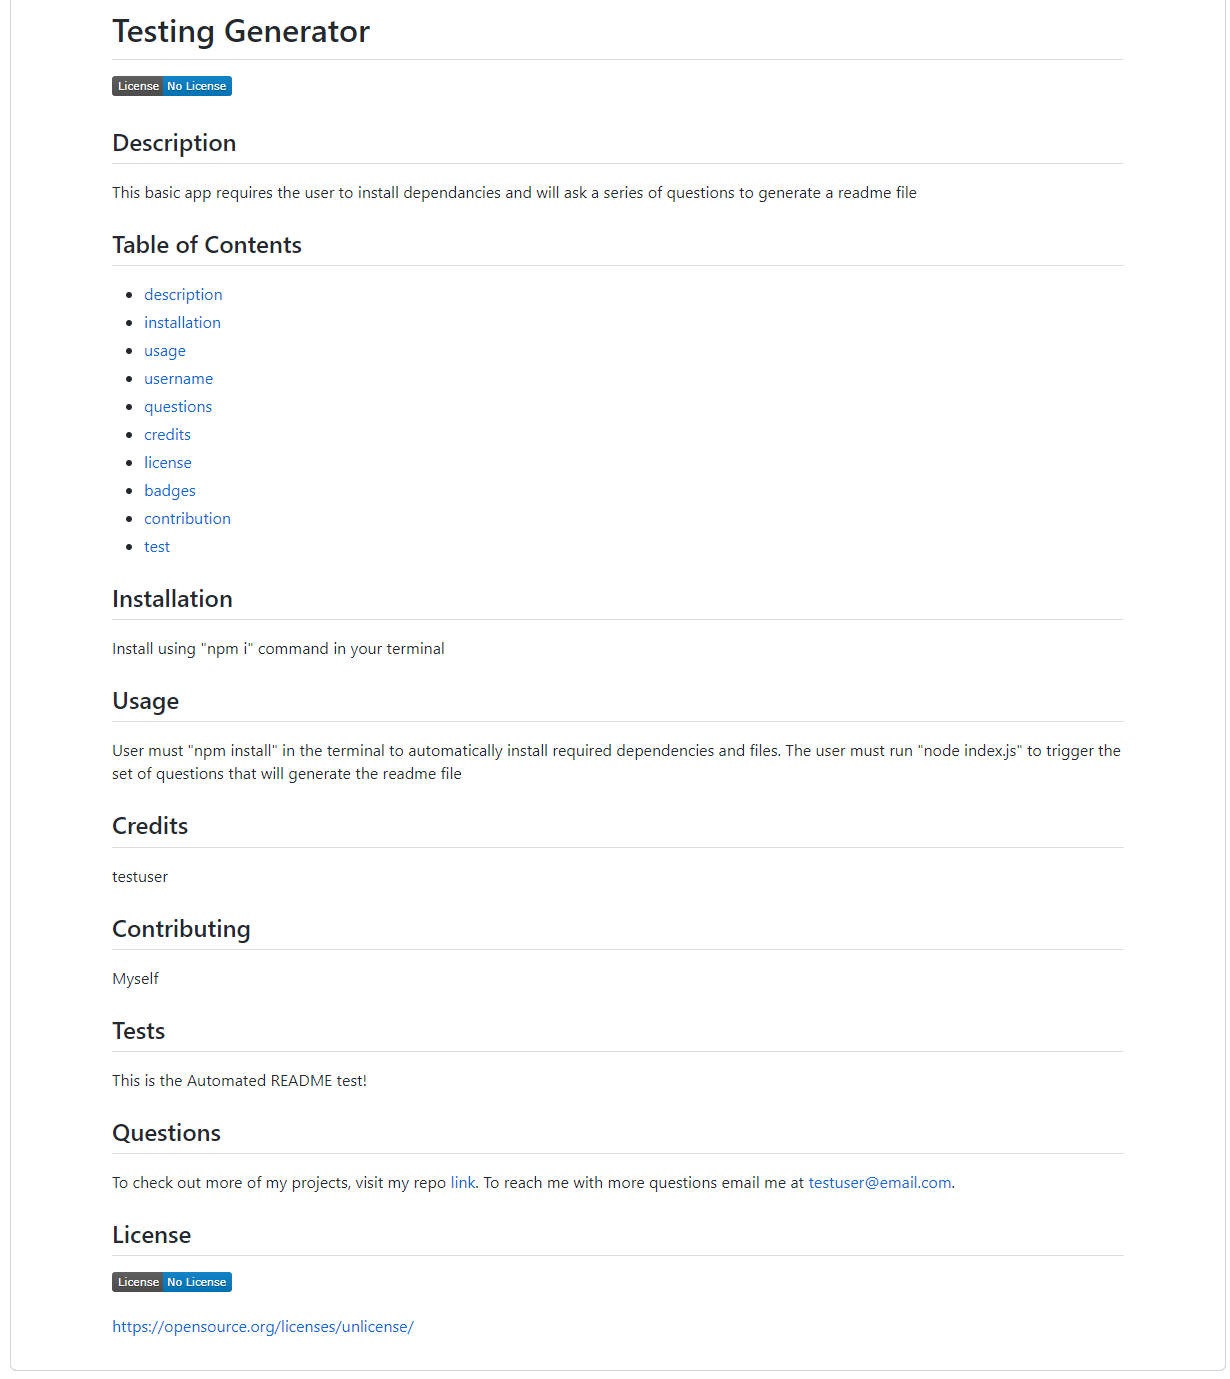 Testing Generator
License No License
Description
This basic app requires the user to install dependancies and will ask a series of questions to generate a readme file
Table of Contents
description
installation
usage
username
questions
credits
license
badges
contribution
test
Installation
Install using "npm i" command in your terminal
Usage
User must "npm install" in the terminal to automatically install required dependencies and files. The user must run "node index.js" to trigger the
set of questions that will generate the readme file
Credits
testuser
Contributing
Myself
Tests
This is the Automated README test!
Questions
To check out more of my projects, visit my repo link. To reach me with more questions email me at testuser@email.com.
License
License No License
https://opensource.org/licenses/unlicense/